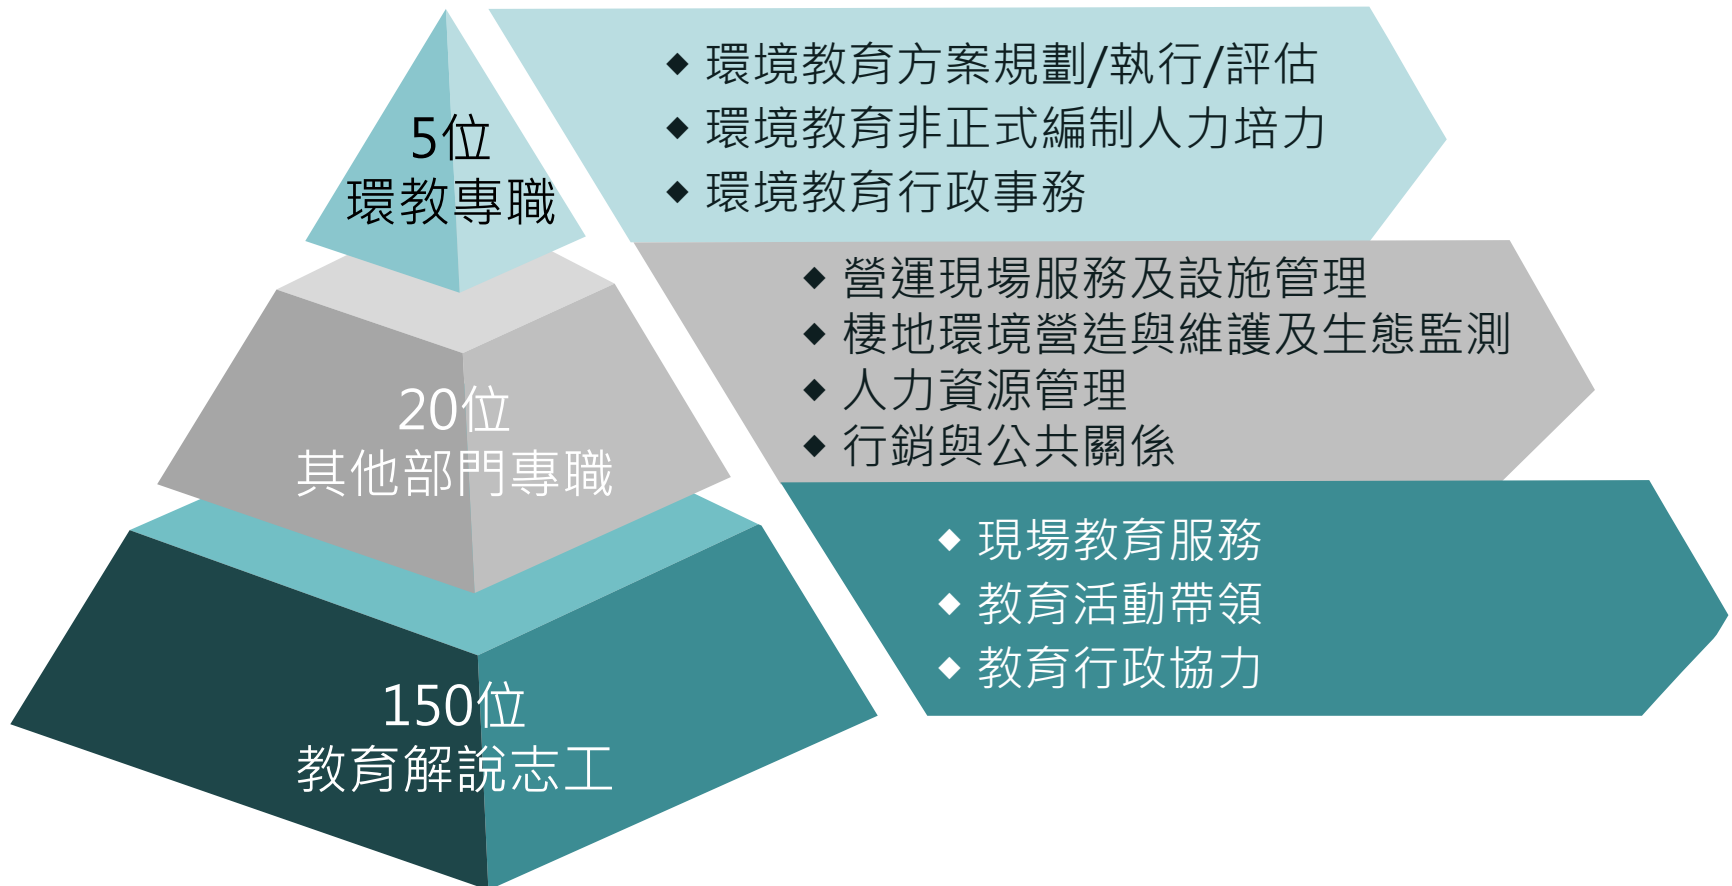 5位
環教專職
◆ 環境教育方案規劃/執行/評估
◆ 環境教育非正式編制人力培力
◆ 環境教育行政事務
20位
其他部門專職
◆ 營運現場服務及設施管理
◆ 棲地環境營造與維護及生態監測
◆ 人力資源管理
◆ 行銷與公共關係
150位
教育解說志工
◆ 現場教育服務
◆ 教育活動帶領
◆ 教育行政協力